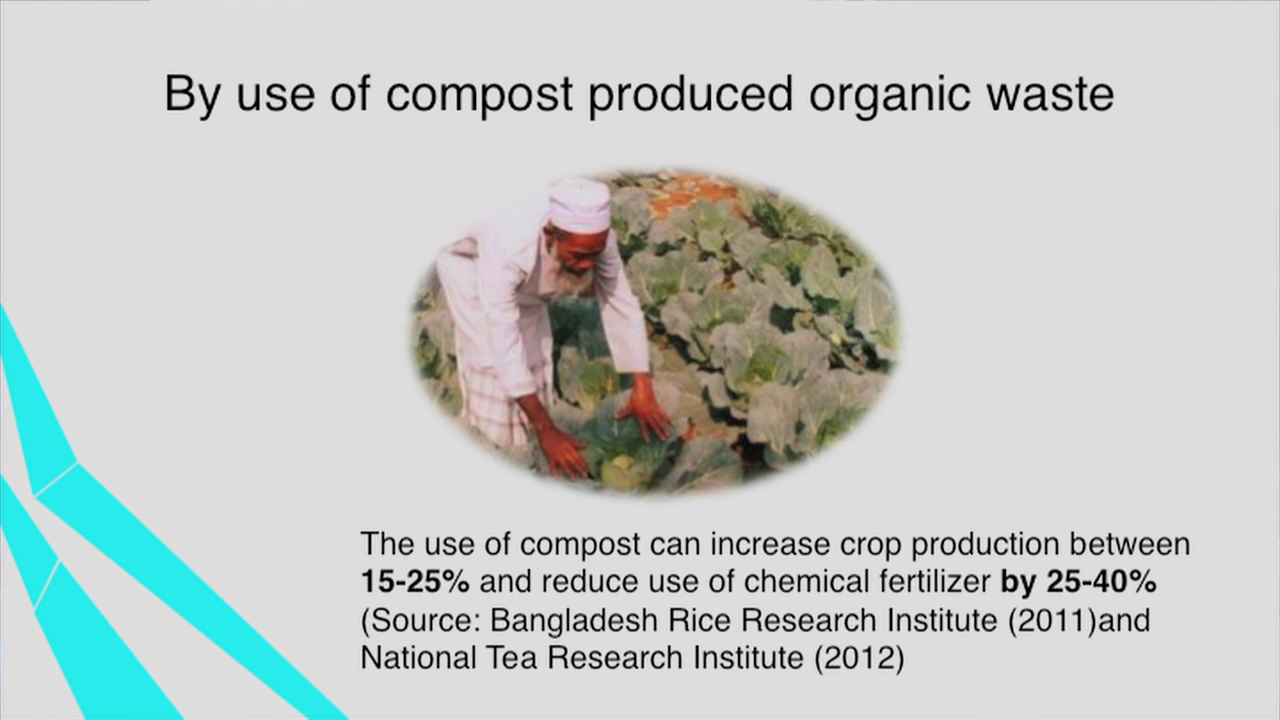 By use of compost produced organic waste
The use of compost can increase crop production between
15-25% and reduce use of chemical fertilizer by 25-40%
(Source: Bangladesh Rice Research Institute (2011)and
National Tea Research Institute (2012)